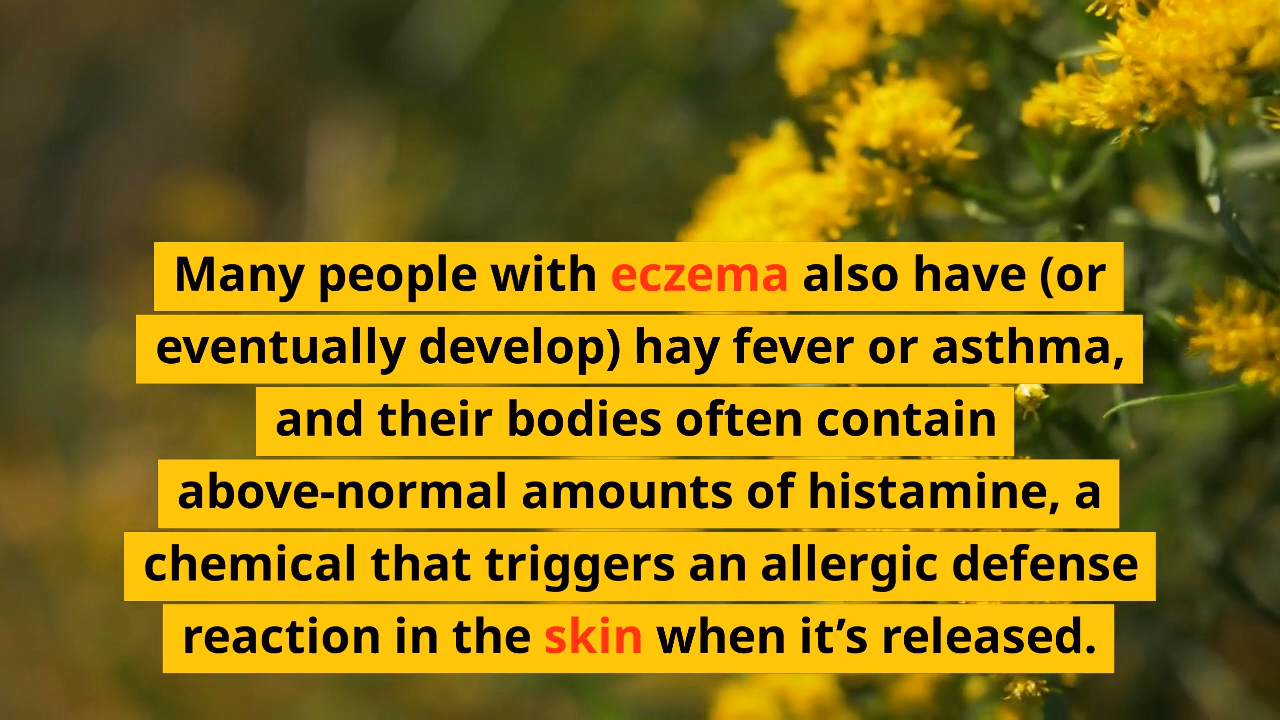 Many people with eczema also have (or
eventually develop) hay fever or asthma,
and their bodies often contain
above-normal amounts of histamine, a
chemical that triggers an allergic defense
reaction in the skin when it’s released.